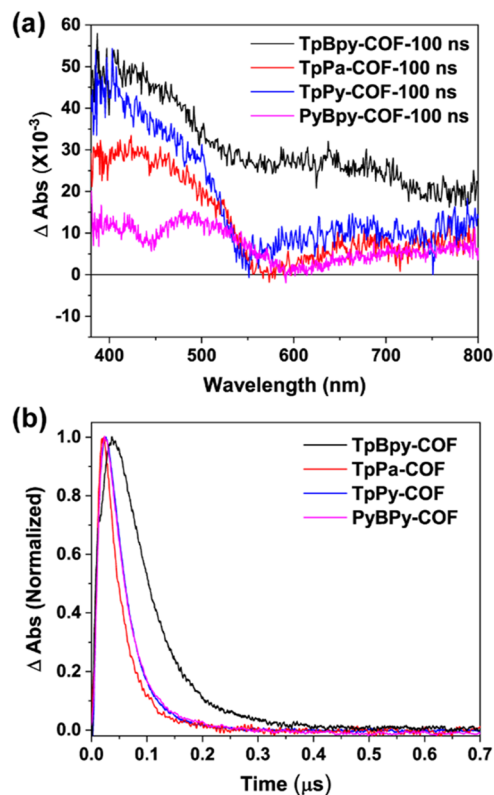 (a)
TpBpy-COF-100 ns
TpPa-COF-100 ns
TpPy-COF-100 ns
PyBpy-COF-100 ns
Δ Abs (X10⁻³)
60
50
40
30
20
10
0
-10
400 500 600 700 800
Wavelength (nm)
(b)
TpBpy-COF
TpPa-COF
TpPy-COF
PyBPy-COF
Δ Abs (Normalized)
1.0
0.8
0.6
0.4
0.2
0.0
0.0 0.1 0.2 0.3 0.4 0.5 0.6 0.7
Time (μs)